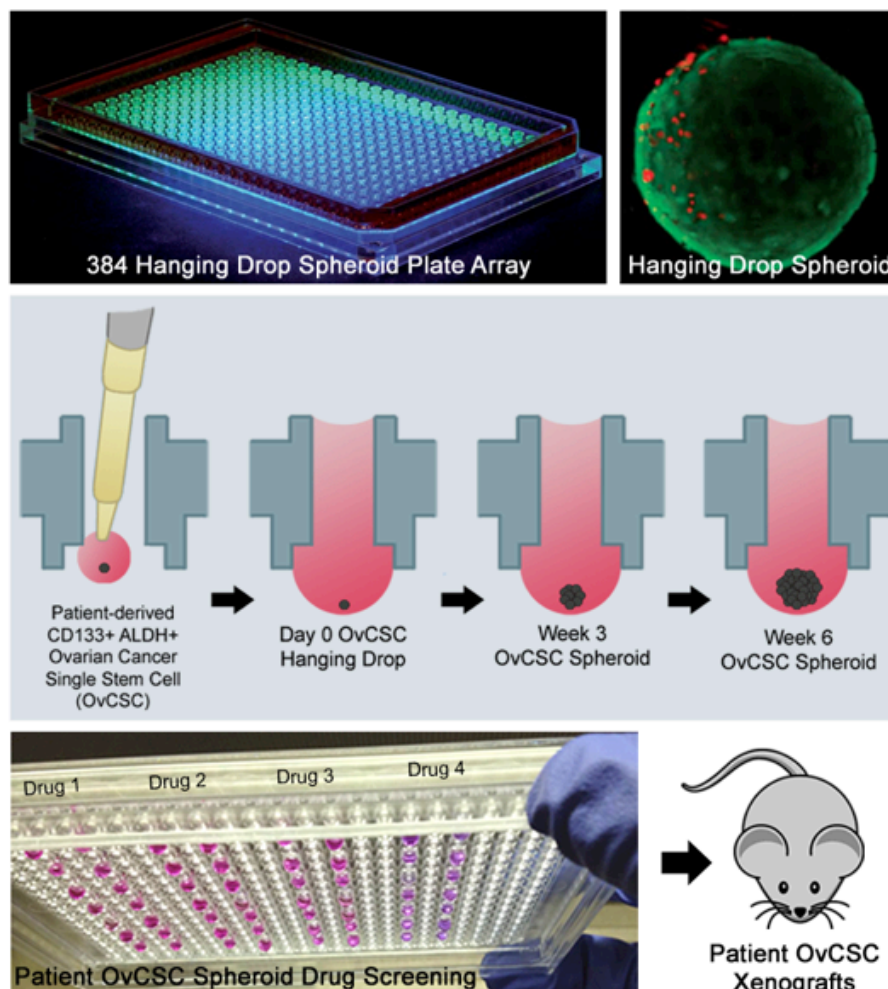 384 Hanging Drop Spheroid Plate Array
Hanging Drop Spheroid
Patient-derived
CD133+ ALDH+
Ovarian Cancer
Single Stem Cell
(OvCSC)
Day 0 OvCSC
Hanging Drop
Week 3
OvCSC Spheroid
Week 6
OvCSC Spheroid
Drug 1
Drug 2
Drug 3
Drug 4
Patient OvCSC Spheroid Drug Screening
Patient OvCSC
Xenografts